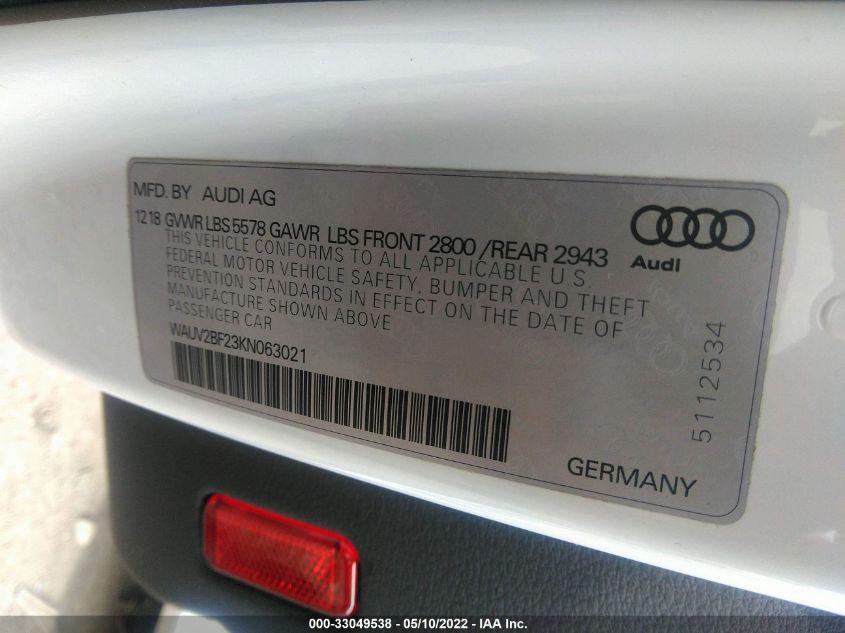 MFD. BY AUDI AG
12 18 GVWR LBS 5578 GAWR LBS FRONT 2800 /REAR 2943
THIS VEHICLE CONFORMS TO ALL APPLICABLE U.S.
FEDERAL MOTOR VEHICLE SAFETY, BUMPER AND THEFT
PREVENTION STANDARDS IN EFFECT ON THE DATE OF
MANUFACTURE SHOWN ABOVE
PASSENGER CAR
WAUV2BF23KN063021
Audi
5112534
GERMANY
000-33049538 - 05/10/2022 - IAA Inc.